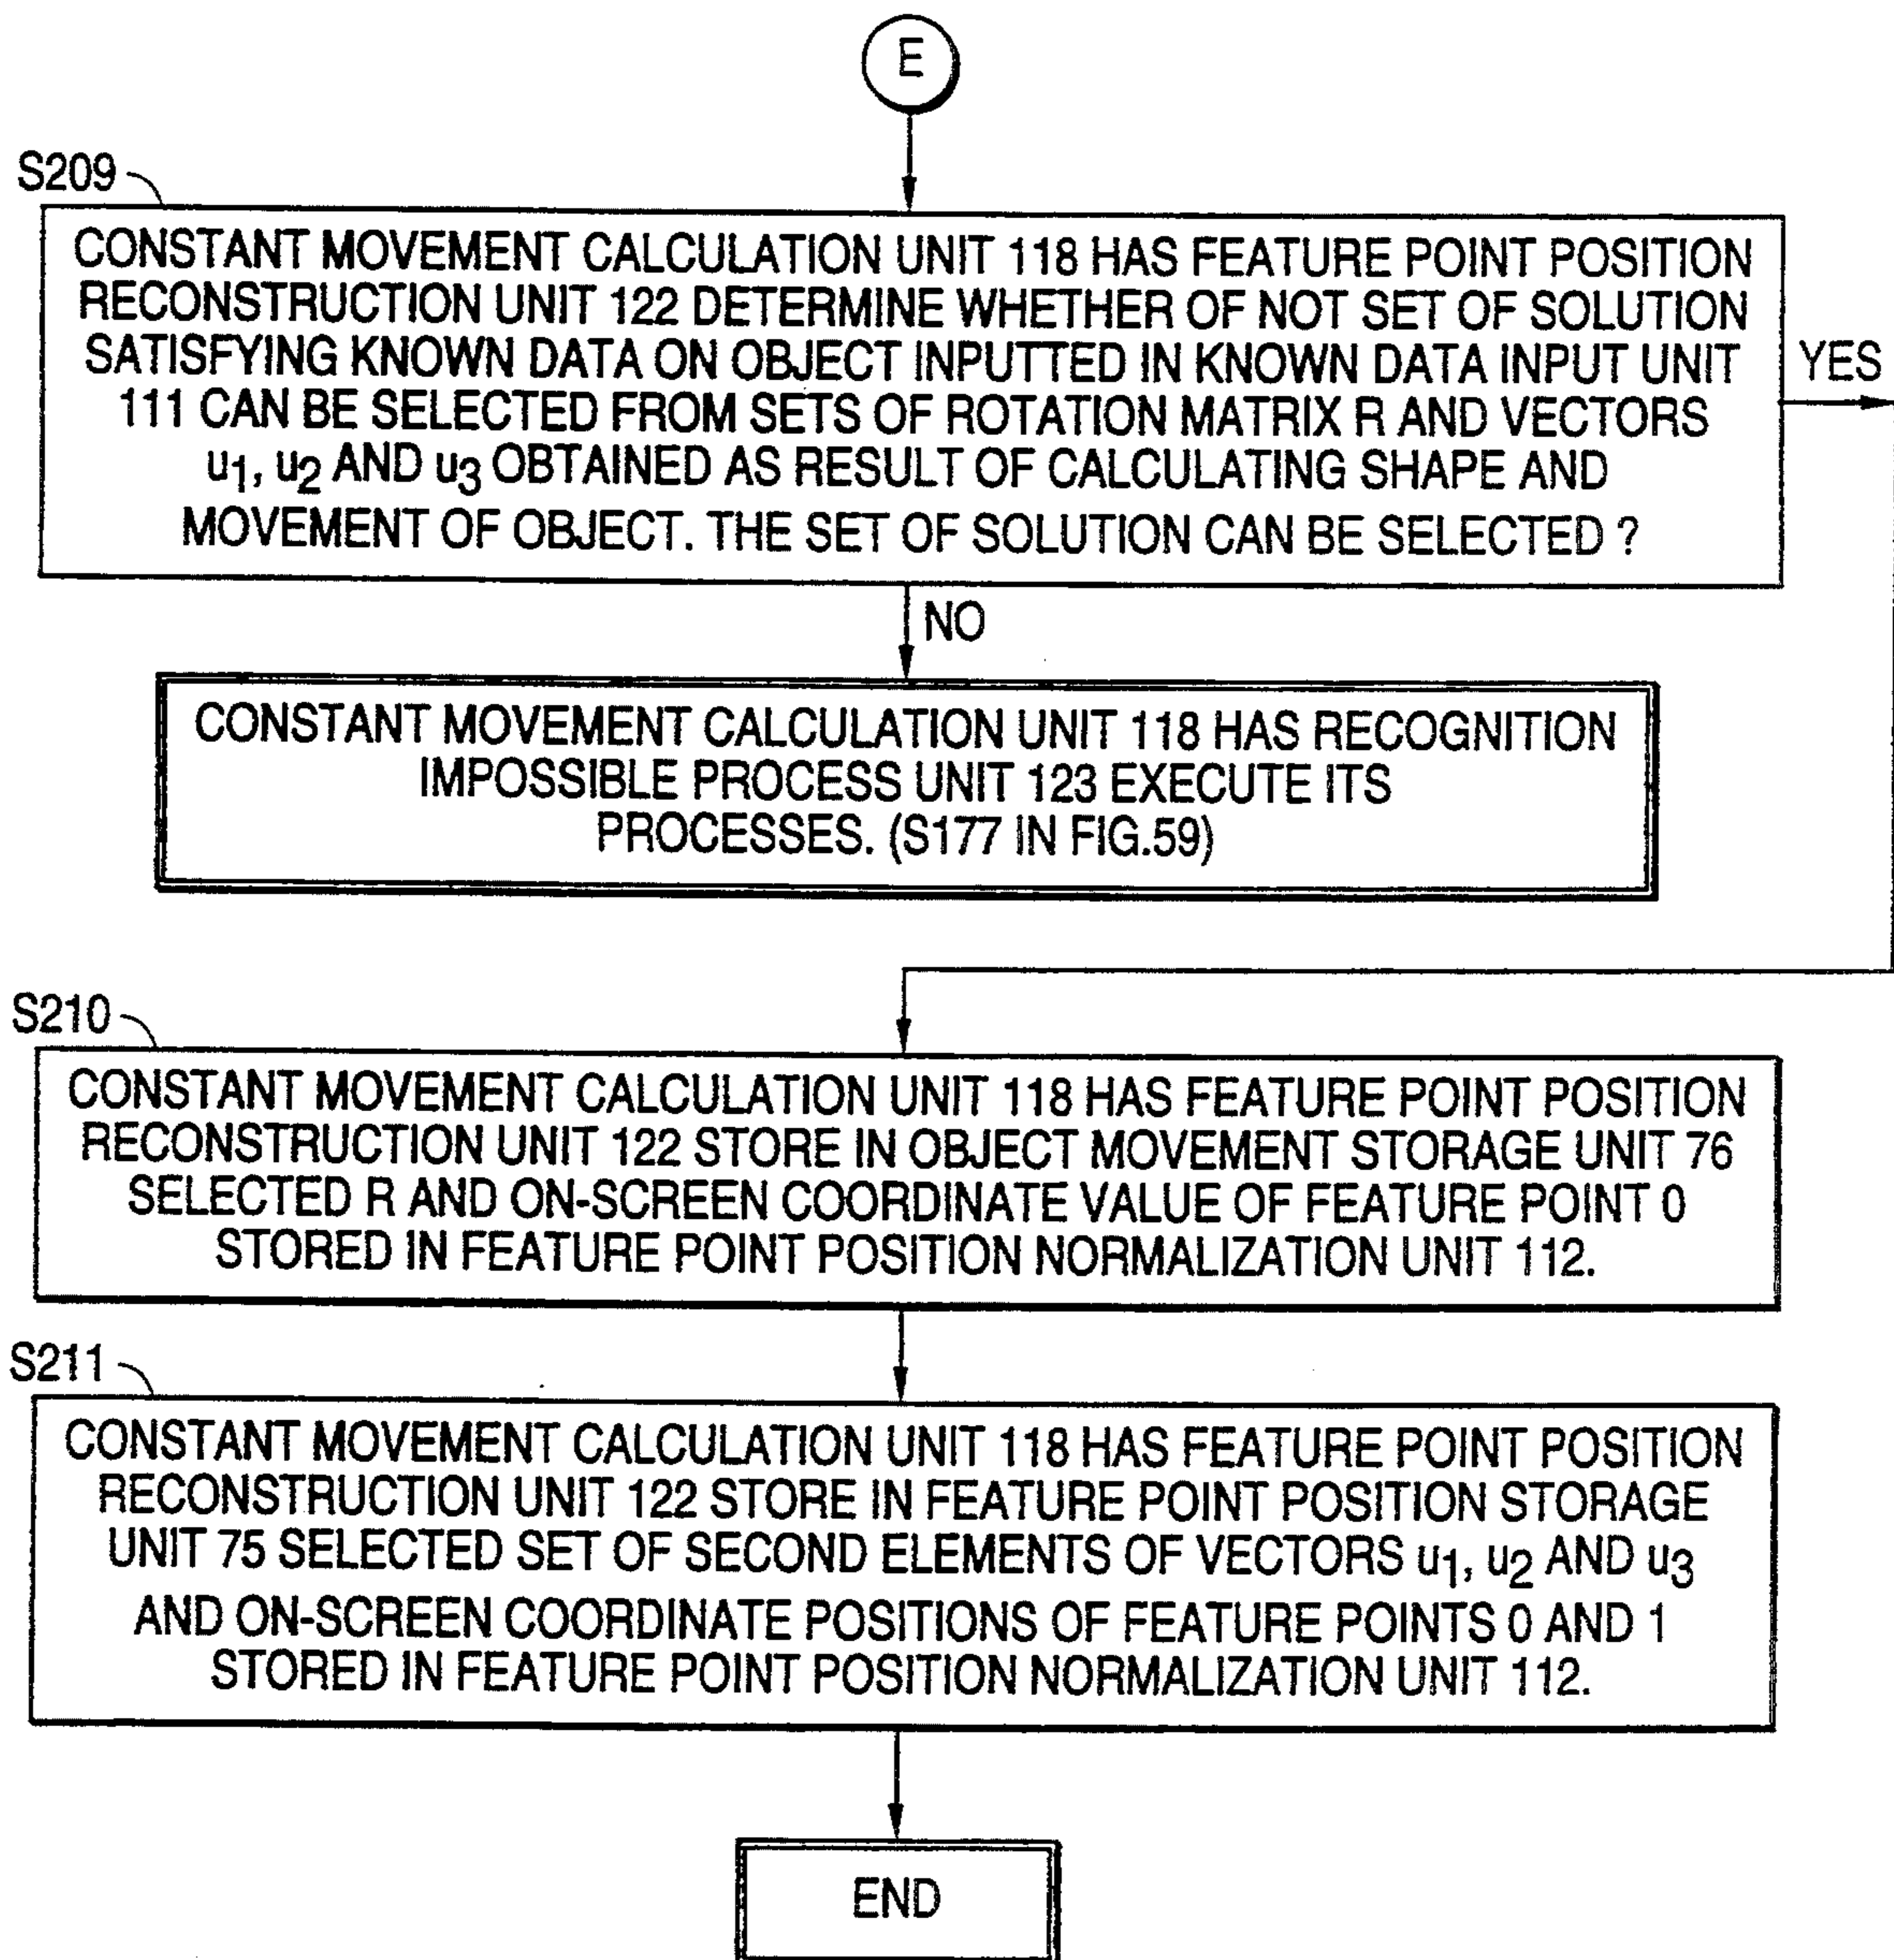 E
S209
CONSTANT MOVEMENT CALCULATION UNIT 118 HAS FEATURE POINT POSITION
RECONSTRUCTION UNIT 122 DETERMINE WHETHER OF NOT SET OF SOLUTION
SATISFYING KNOWN DATA ON OBJECT INPUTTED IN KNOWN DATA INPUT UNIT
111 CAN BE SELECTED FROM SETS OF ROTATION MATRIX R AND VECTORS
u1, u2 AND u3 OBTAINED AS RESULT OF CALCULATING SHAPE AND
MOVEMENT OF OBJECT. THE SET OF SOLUTION CAN BE SELECTED ?
YES
NO
CONSTANT MOVEMENT CALCULATION UNIT 118 HAS RECOGNITION
IMPOSSIBLE PROCESS UNIT 123 EXECUTE ITS
PROCESSES. (S177 IN FIG.59)
S210
CONSTANT MOVEMENT CALCULATION UNIT 118 HAS FEATURE POINT POSITION
RECONSTRUCTION UNIT 122 STORE IN OBJECT MOVEMENT STORAGE UNIT 76
SELECTED R AND ON-SCREEN COORDINATE VALUE OF FEATURE POINT 0
STORED IN FEATURE POINT POSITION NORMALIZATION UNIT 112.
S211
CONSTANT MOVEMENT CALCULATION UNIT 118 HAS FEATURE POINT POSITION
RECONSTRUCTION UNIT 122 STORE IN FEATURE POINT POSITION STORAGE
UNIT 75 SELECTED SET OF SECOND ELEMENTS OF VECTORS u1, u2 AND u3
AND ON-SCREEN COORDINATE POSITIONS OF FEATURE POINTS 0 AND 1
STORED IN FEATURE POINT POSITION NORMALIZATION UNIT 112.
END